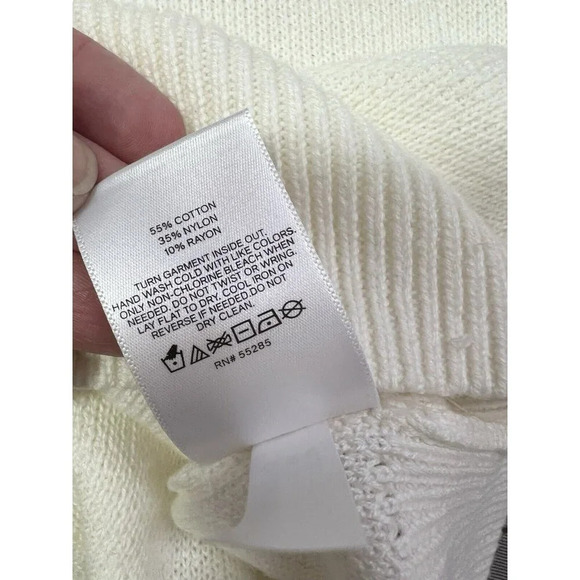 55% COTTON
35% NYLON
10% RAYON
TURN GARMENT INSIDE OUT.
HAND WASH COLD WITH LIKE COLORS.
ONLY NON-CHLORINE BLEACH WHEN
NEEDED. DO NOT TWIST OR WRING.
LAY FLAT TO DRY. COOL IRON ON
REVERSE IF NEEDED.DO NOT
DRY CLEAN.
RN# 55285